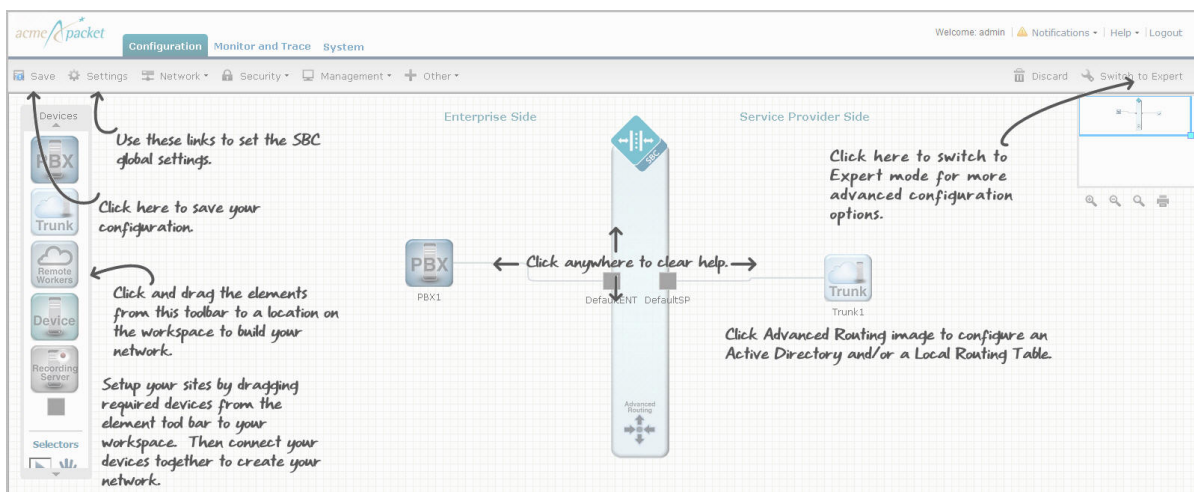 acme packet
Configuration Monitor and Trace System
Welcome: admin Notifications Help Logout
Save Settings Network Security Management Other
Discard Switch to Expert
Devices
PBX
Trunk
Remote
Workers
Device
Recording
Server
Selectors
Use these links to set the SBC
global settings.
Click here to save your
configuration.
Click and drag the elements
from this toolbar to a location on
the workspace to build your
network.
Setup your sites by dragging
required devices from the
element tool bar to your
workspace. Then connect your
devices together to create your
network.
Enterprise Side
Service Provider Side
SBC
PBX
PBX1
Click anywhere to clear help.
DefaultENT DefaultSP
Trunk
Trunk1
Click here to switch to
Expert mode for more
advanced configuration
options.
Click Advanced Routing image to configure an
Active Directory and/or a Local Routing Table.
Advanced
Routing